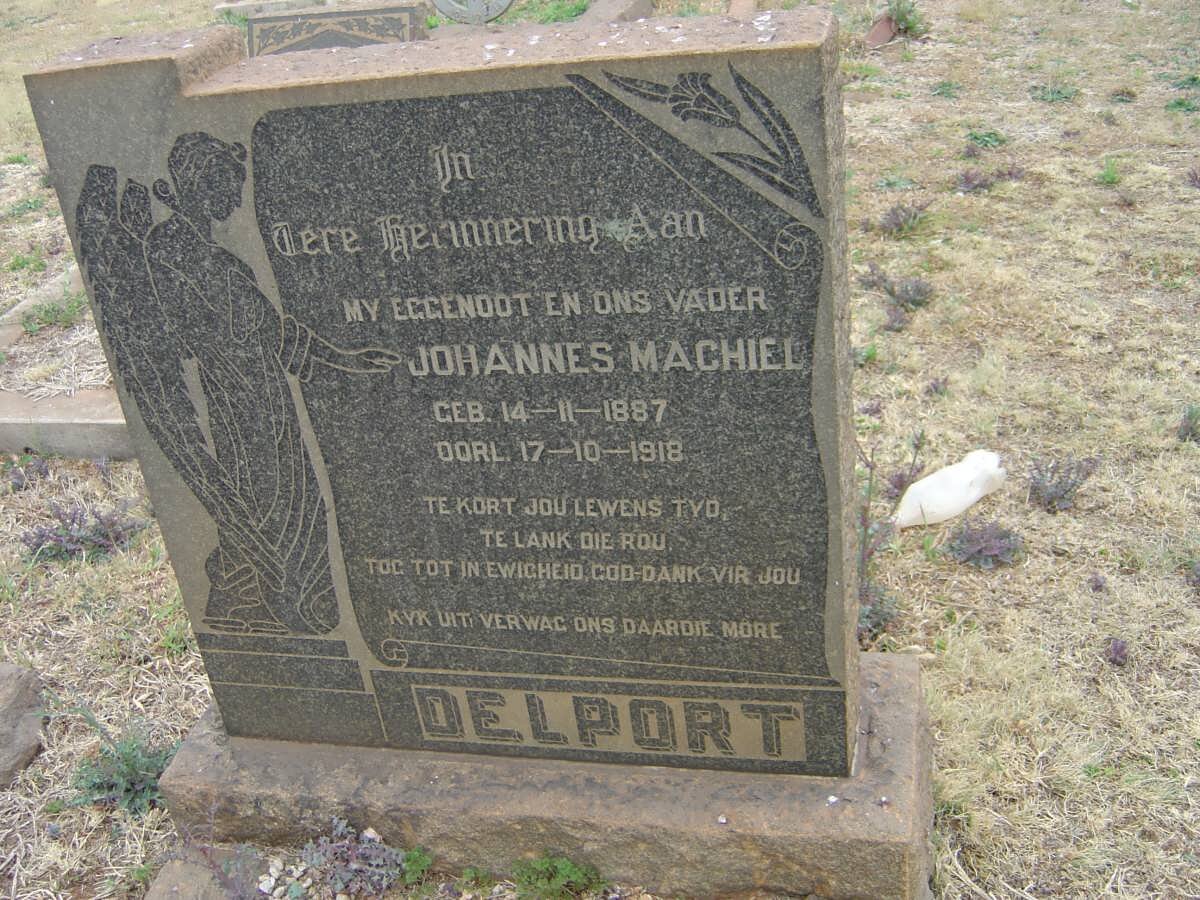 In
Tere Herinnering Aan
MY EGGENOOT EN ONS VADER
JOHANNES MACHIEL
GEB. 14-11-1887
OORL. 17-10-1918
TE KORT JOU LEWENS TYD,
TE LANK DIE ROU,
TOG TOT IN EWIGHEID GOD-DANK VIR JOU
KYK UIT: VERWAG ONS DAARDIE MÔRE
DELPORT